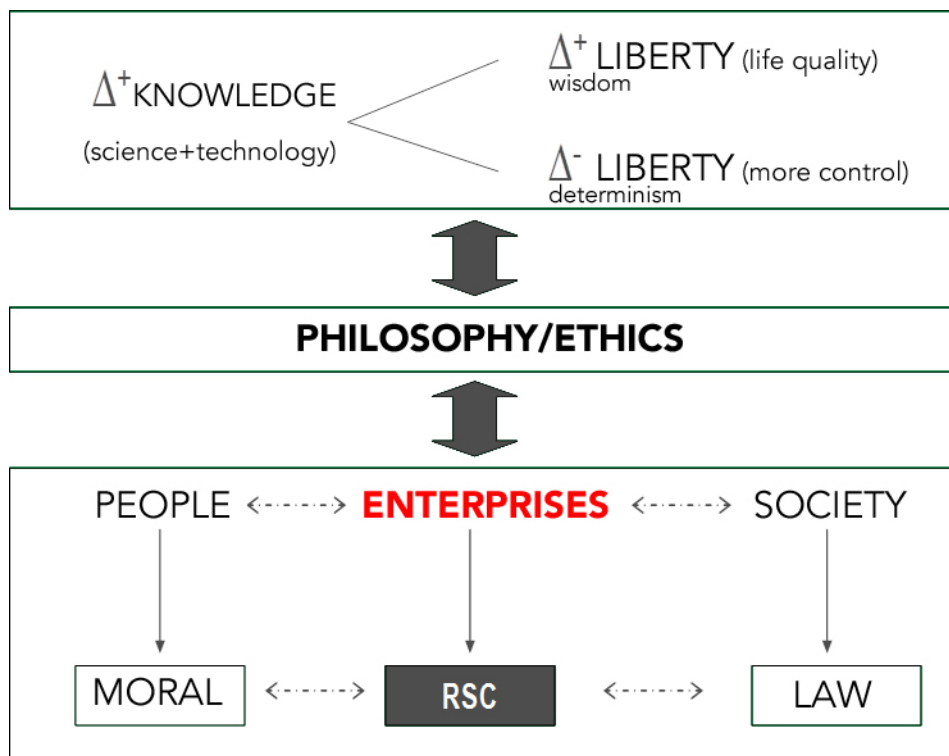 Δ⁺ LIBERTY (life quality)
wisdom
Δ⁺KNOWLEDGE
(science+technology)
Δ⁻ LIBERTY (more control)
determinism
PHILOSOPHY/ETHICS
PEOPLE ENTERPRISES SOCIETY
MORAL RSC LAW